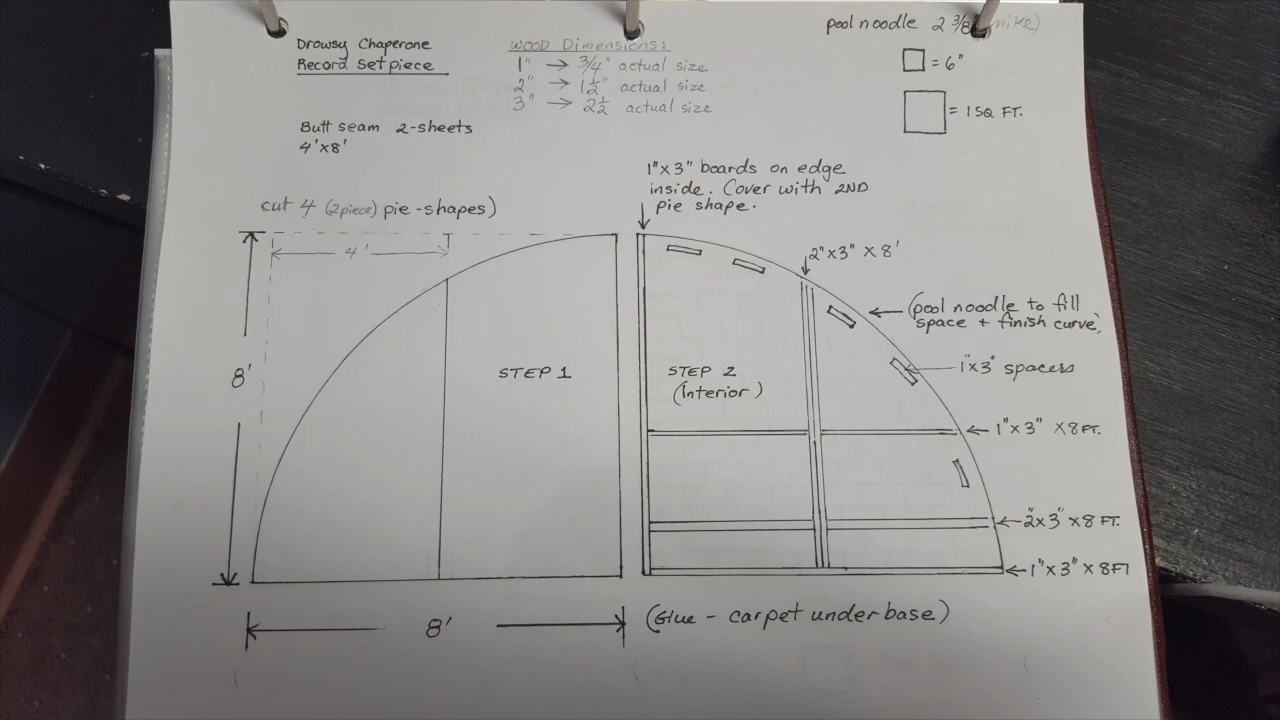 Drowsy Chaperone
Record Setpiece
Butt seam 2-sheets
4'x8'
WOOD Dimensions:
1" → 3/4" actual size
2" → 1 1/2" actual size
3" → 2 1/2 actual size
pool noodle 2 3/8
= 6"
= 1 SQ FT.
cut 4 (2piece) pie-shapes)
4'
8'
STEP 1
8'
1"x3" boards on edge
inside. Cover with 2ND
pie shape.
2"x3" x 8'
(pool noodle to fill
space + finish curve,
STEP 2
(Interior)
1"x3" spacers
1"x3" x8FT.
2"x3" x8 FT.
1"x3"x8FT
(Glue - carpet under base)